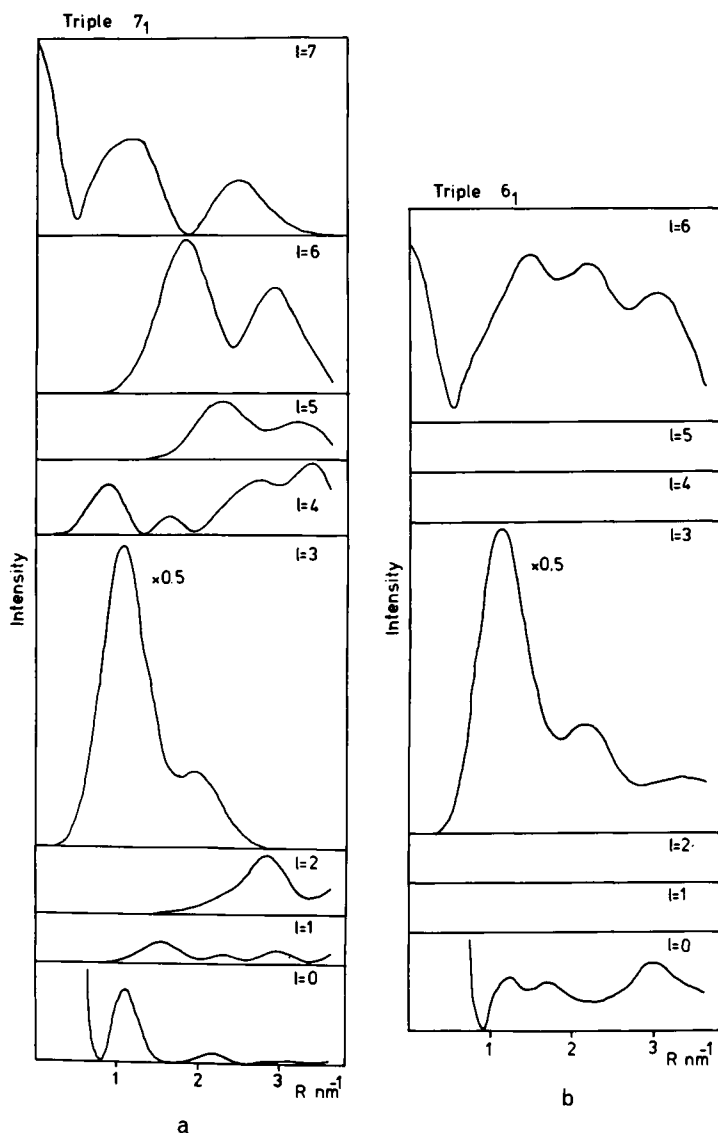 Triple 7₁
l=7
l=6
l=5
l=4
l=3
×0.5
l=2
l=1
l=0
Intensity
1 2 3
R nm⁻¹
a
Triple 6₁
l=6
l=5
l=4
l=3
×0.5
l=2
l=1
l=0
Intensity
1 2 3
R nm⁻¹
b